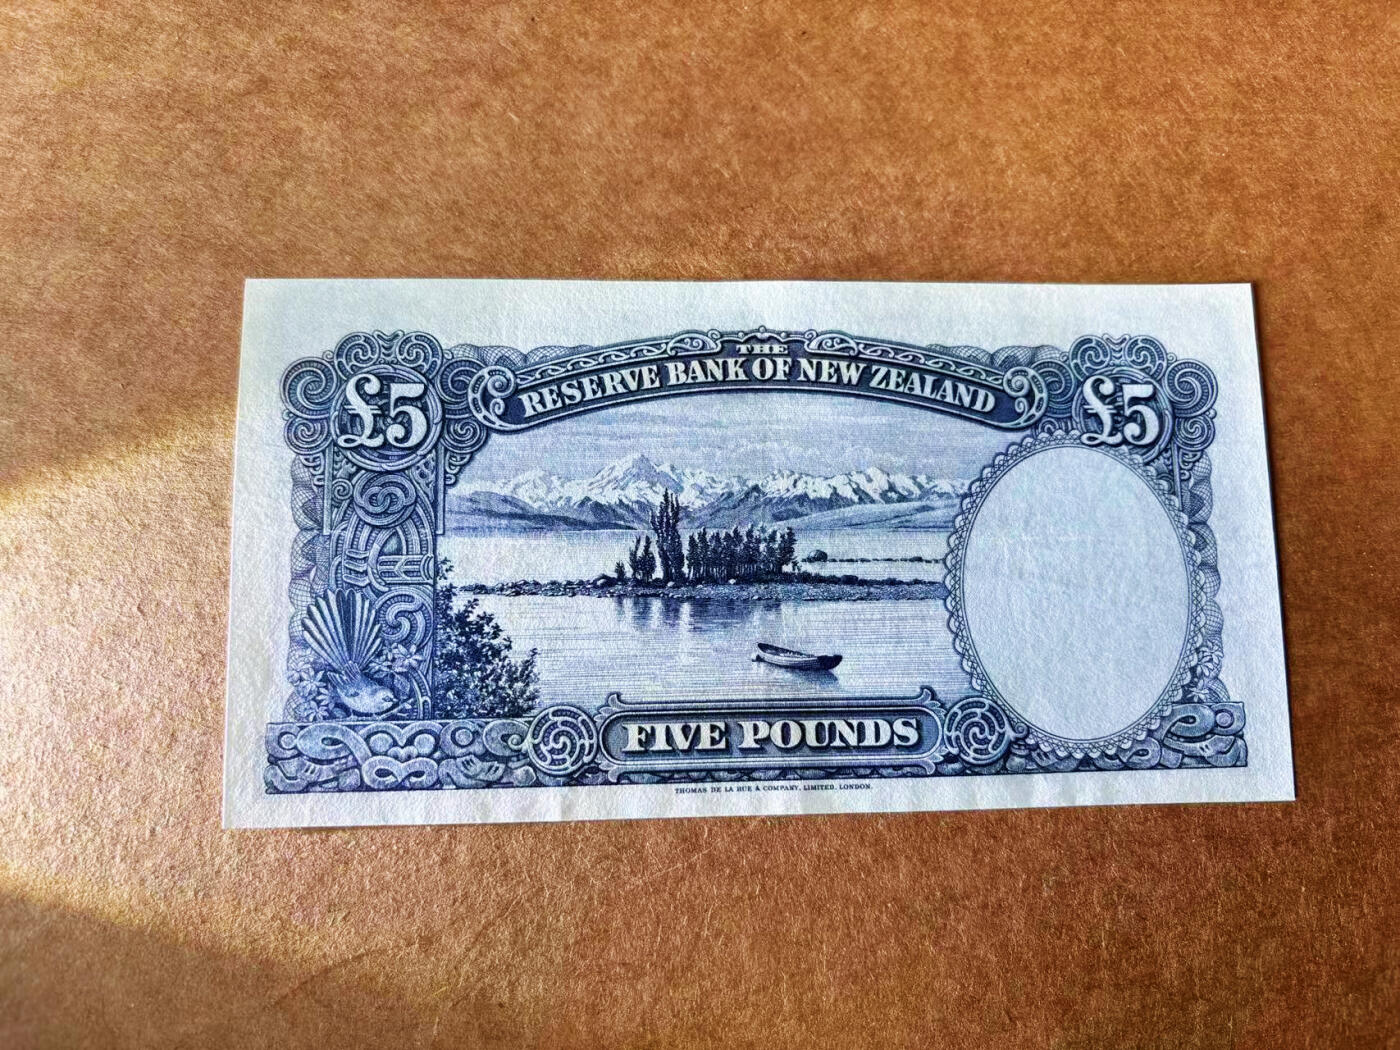 THE
RESERVE BANK OF NEW ZEALAND
£5
£5
FIVE POUNDS
THOMAS DE LA RUE & COMPANY, LIMITED. LONDON.